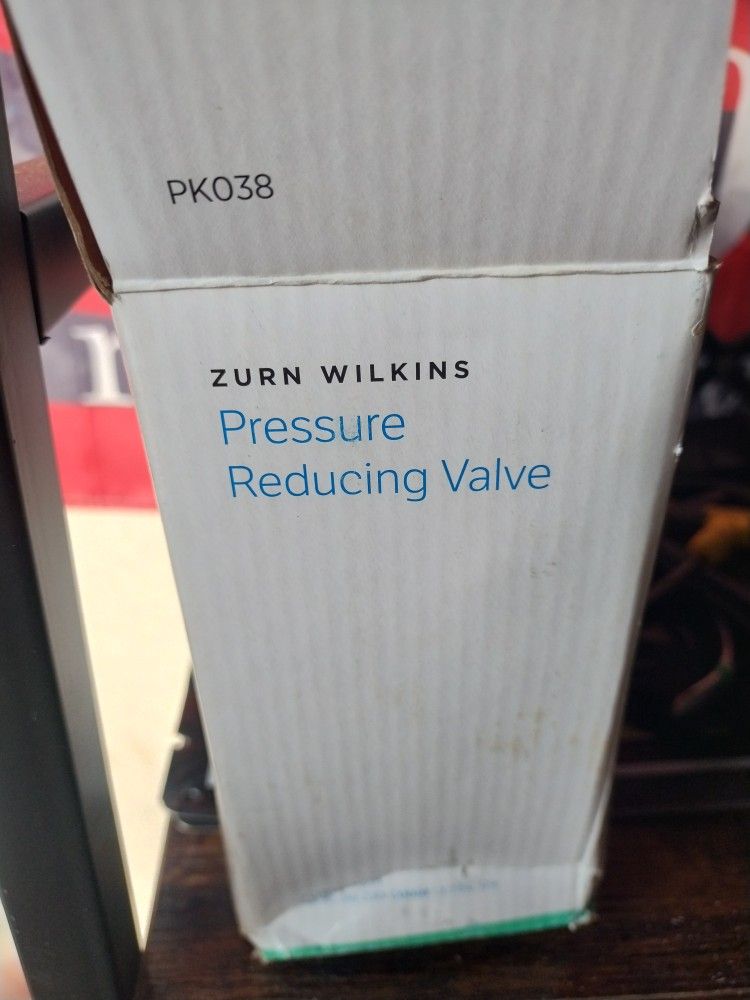 PK038
ZURN WILKINS
Pressure
Reducing Valve